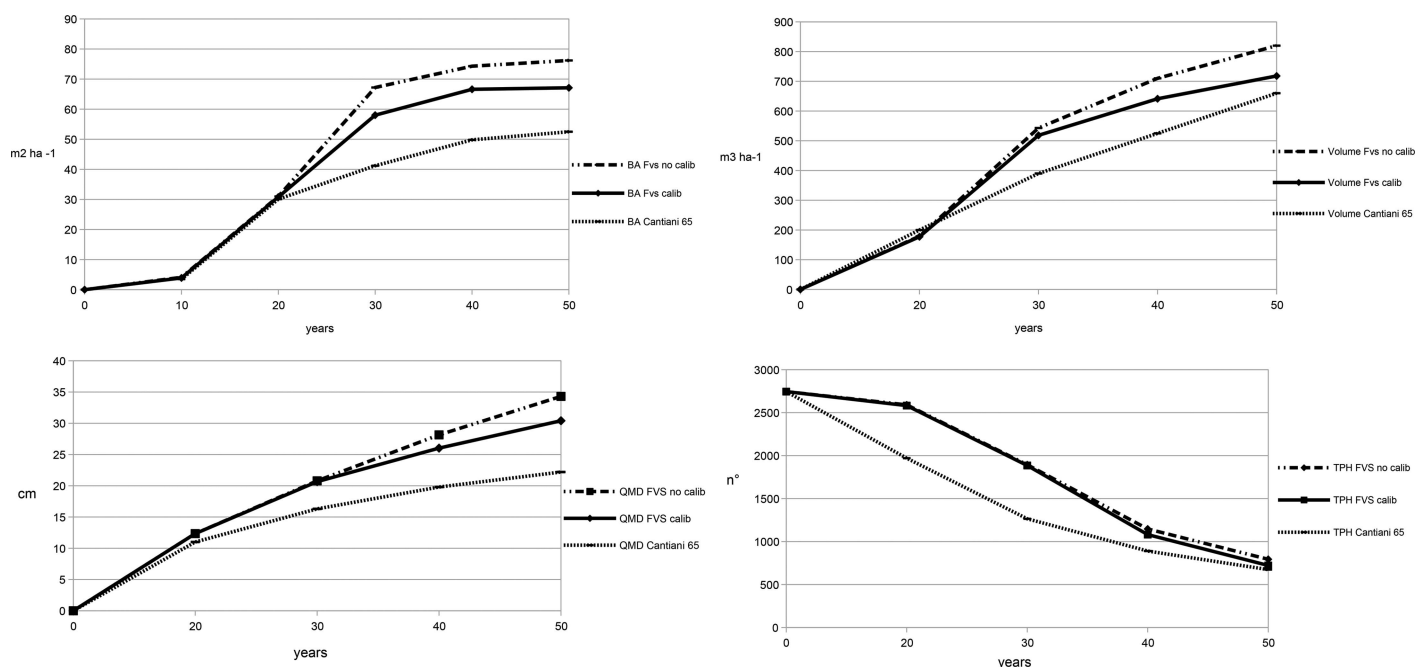 90
80
70
60
50
40
30
20
10
0
m2 ha -1
0 10 20 30 40 50
years
BA Fvs no calib
BA Fvs calib
BA Cantiani 65
900
800
700
600
500
400
300
200
100
0
m3 ha-1
0 20 30 40 50
years
Volume Fvs no calib
Volume Fvs calib
Volume Cantiani 65
40
35
30
25
20
15
10
5
0
cm
0 20 30 40 50
years
QMD FVS no calib
QMD FVS calib
QMD Cantiani 65
3000
2500
2000
1500
1000
500
0
n°
0 20 30 40 50
years
TPH FVS no calib
TPH FVS calib
TPH Cantiani 65